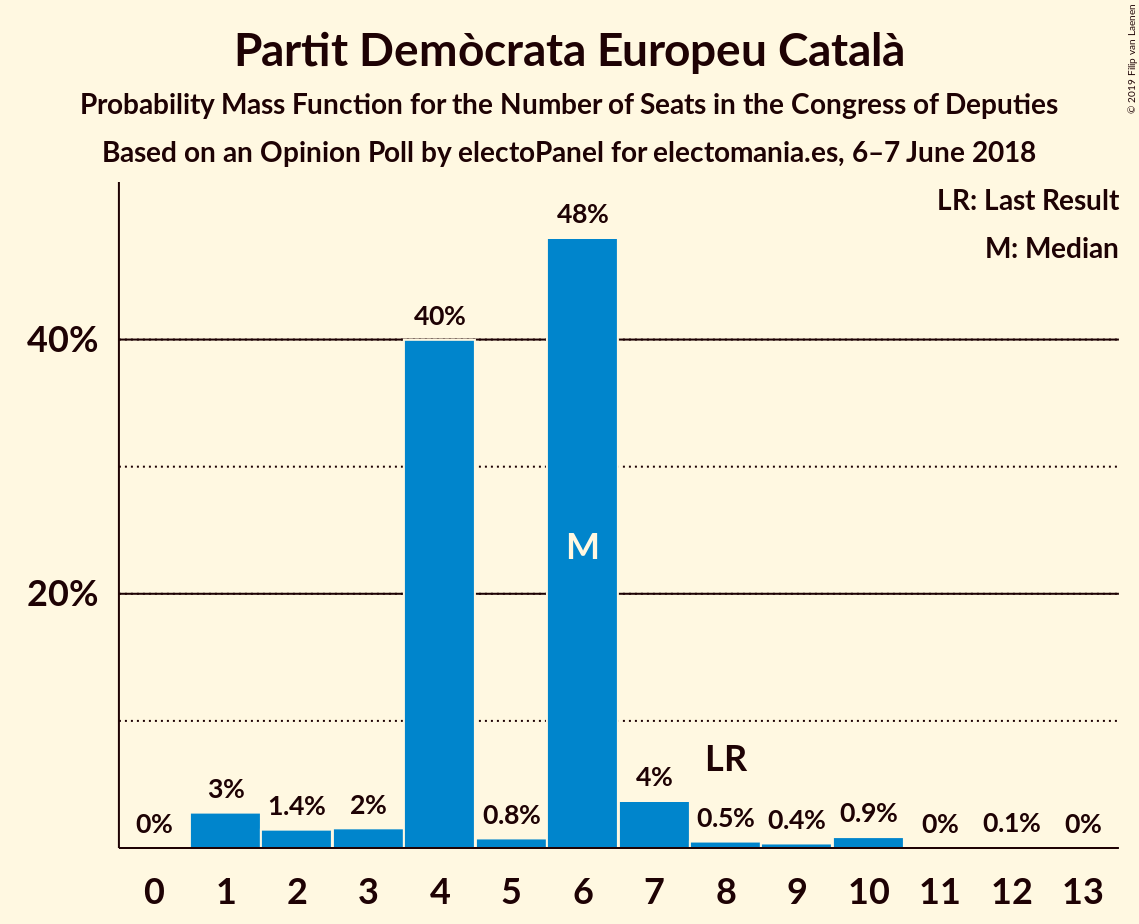 Partit Demòcrata Europeu Català
Probability Mass Function for the Number of Seats in the Congress of Deputies
Based on an Opinion Poll by electoPanel for electomania.es, 6–7 June 2018
© 2019 Filip van Laenen
LR: Last Result
M: Median
40%
20%
0%
3%
1.4%
2%
40%
0.8%
48%
M
4%
LR
0.5%
0.4%
0.9%
0%
0.1%
0%
0 1 2 3 4 5 6 7 8 9 10 11 12 13